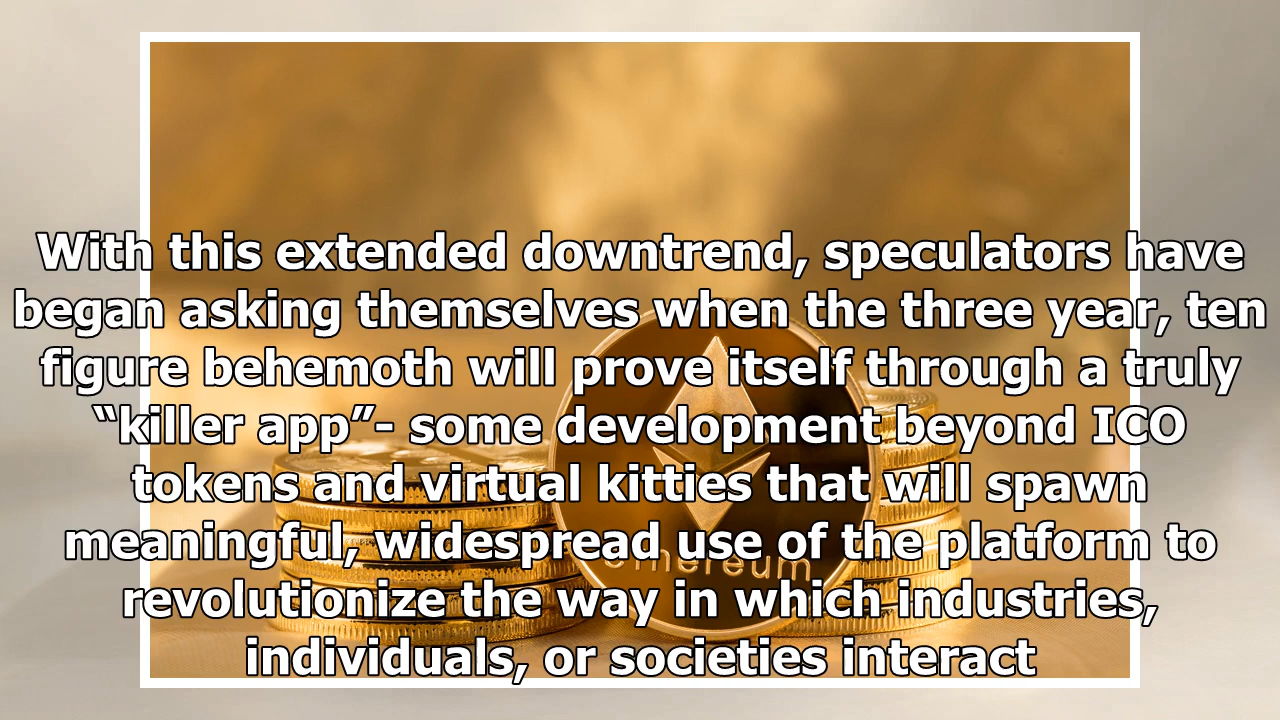 With this extended downtrend, speculators have
began asking themselves when the three year, ten
figure behemoth will prove itself through a truly
“killer app”- some development beyond ICO
tokens and virtual kitties that will spawn
meaningful, widespread use of the platform to
revolutionize the way in which industries,
individuals, or societies interact
ethereum